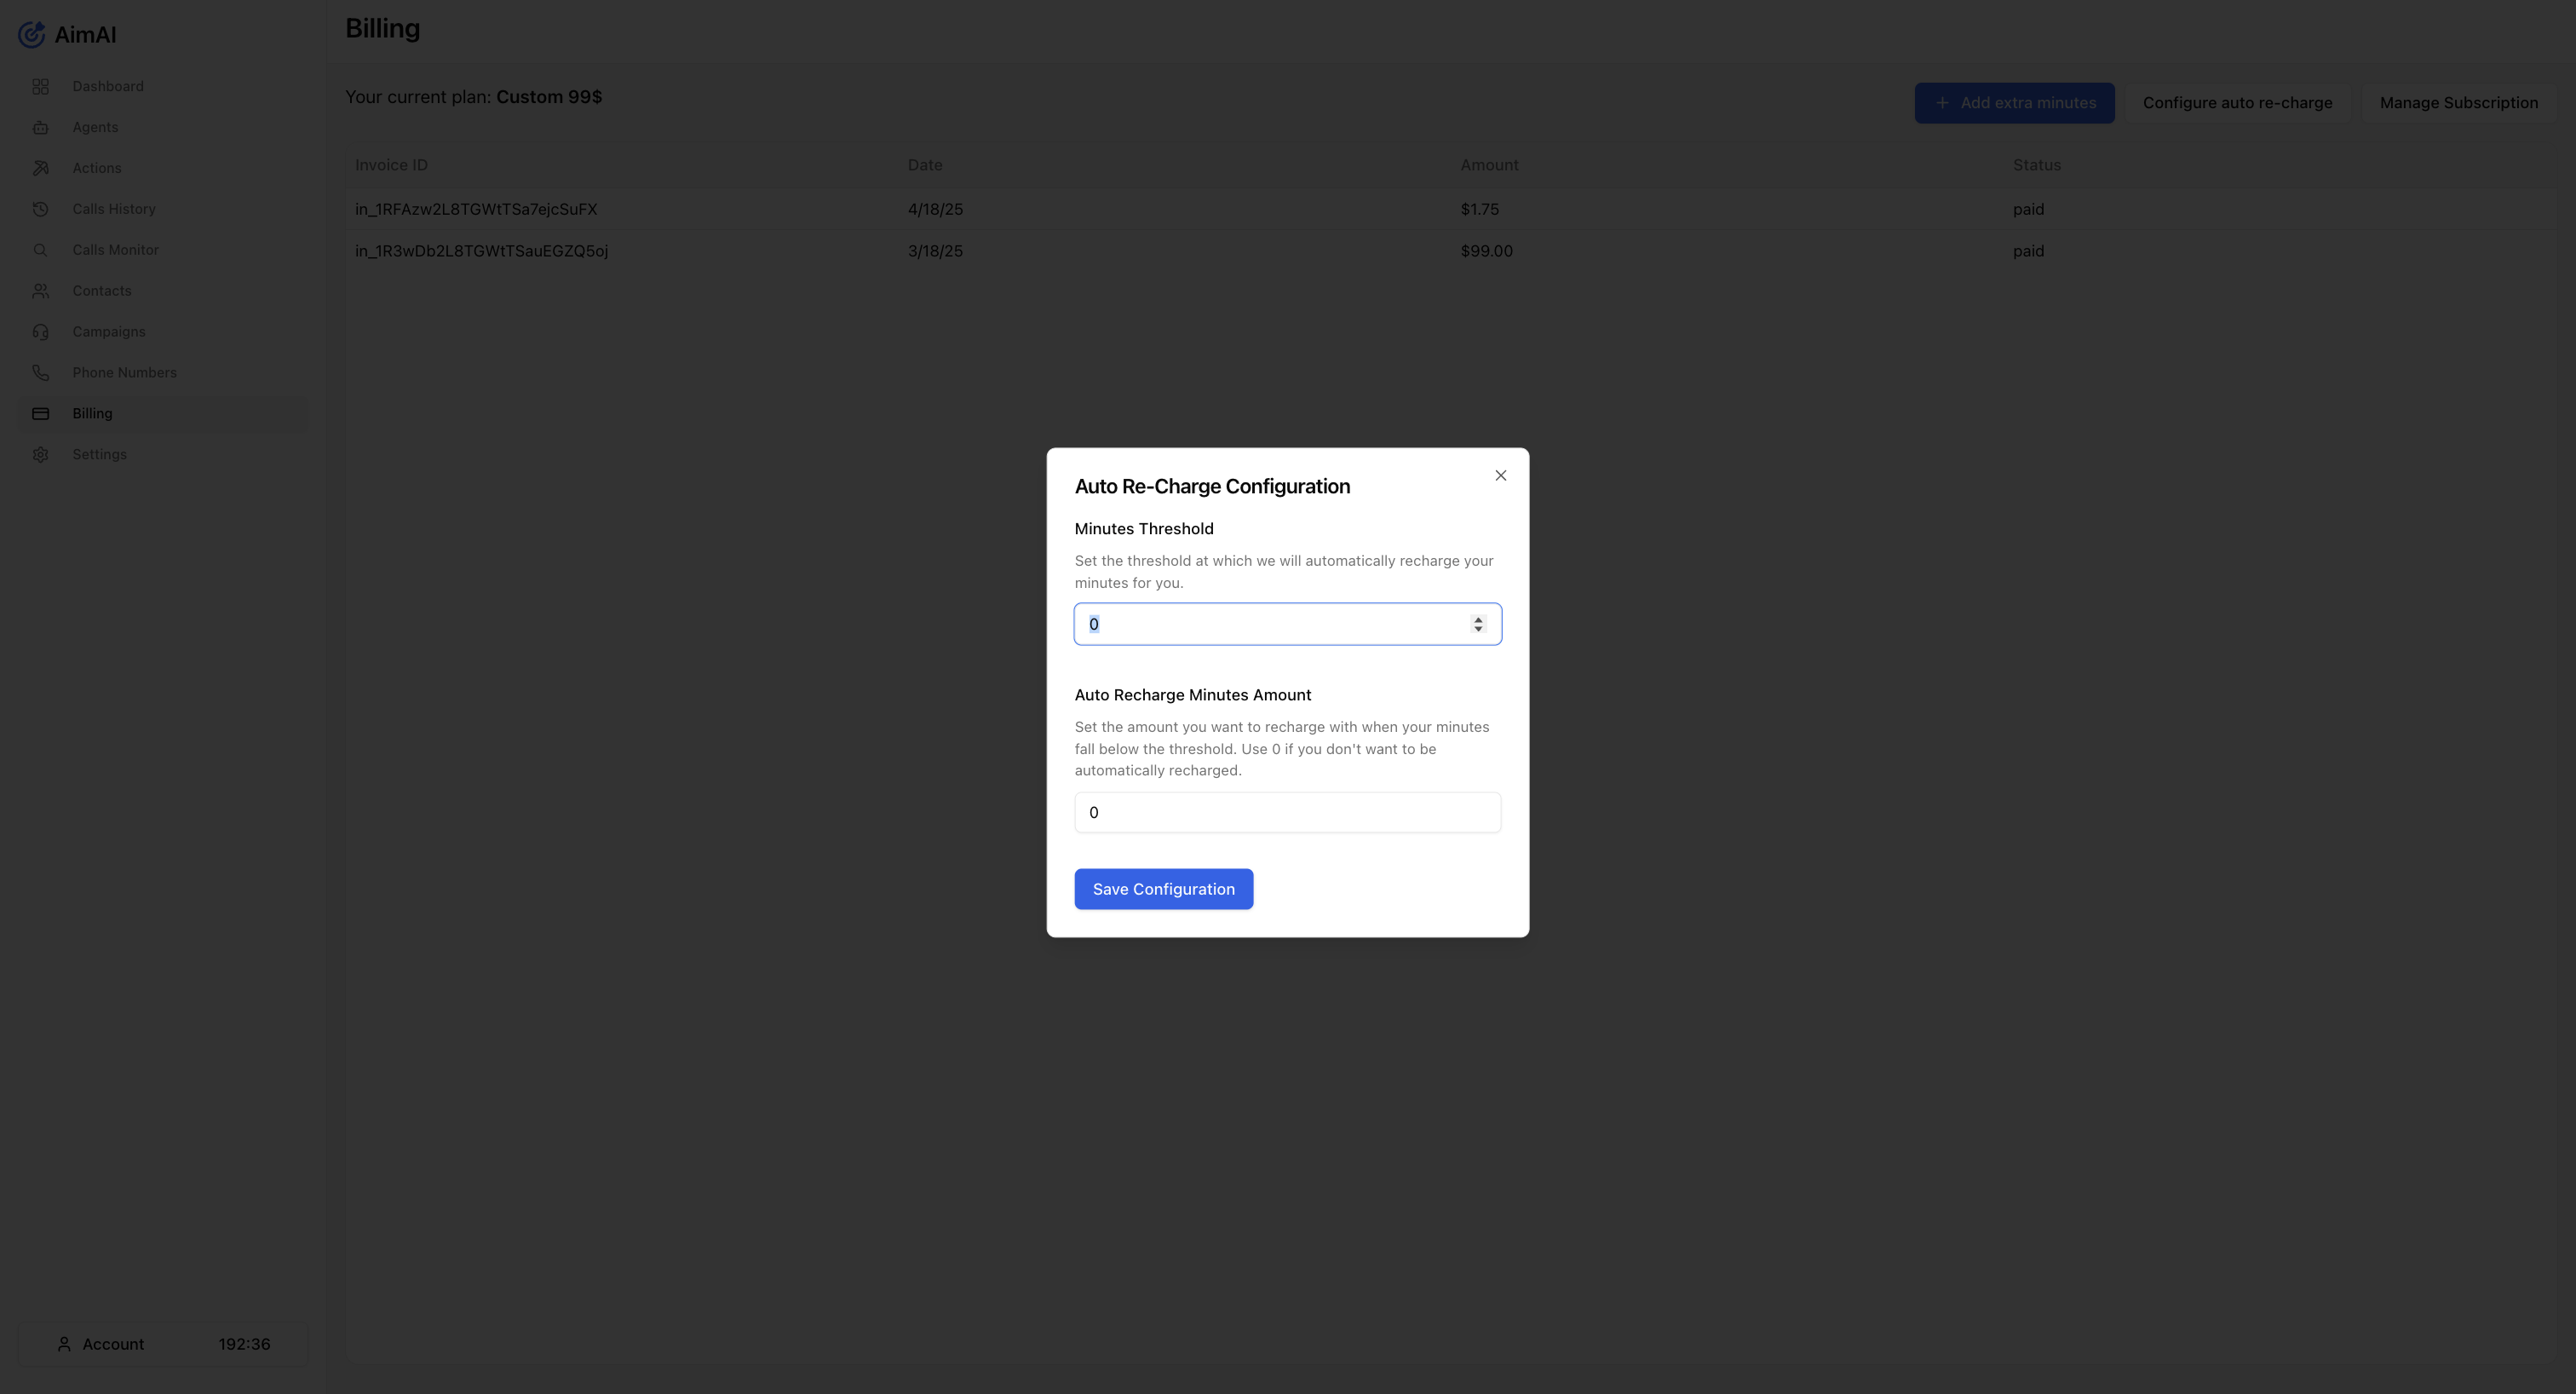 AimAI
Dashboard
Agents
Actions
Calls History
Calls Monitor
Contacts
Campaigns
Phone Numbers
Billing
Settings
Account 192:36
Billing
Your current plan: Custom 99$
Add extra minutes Configure auto re-charge Manage Subscription
Invoice ID Date Amount Status
in_1RFAzw2L8TGWtTSa7ejcSuFX 4/18/25 $1.75 paid
in_1R3wDb2L8TGWtTSauEGZQ5oj 3/18/25 $99.00 paid
Auto Re-Charge Configuration
Minutes Threshold
Set the threshold at which we will automatically recharge your
minutes for you.
0
Auto Recharge Minutes Amount
Set the amount you want to recharge with when your minutes
fall below the threshold. Use 0 if you don't want to be
automatically recharged.
0
Save Configuration